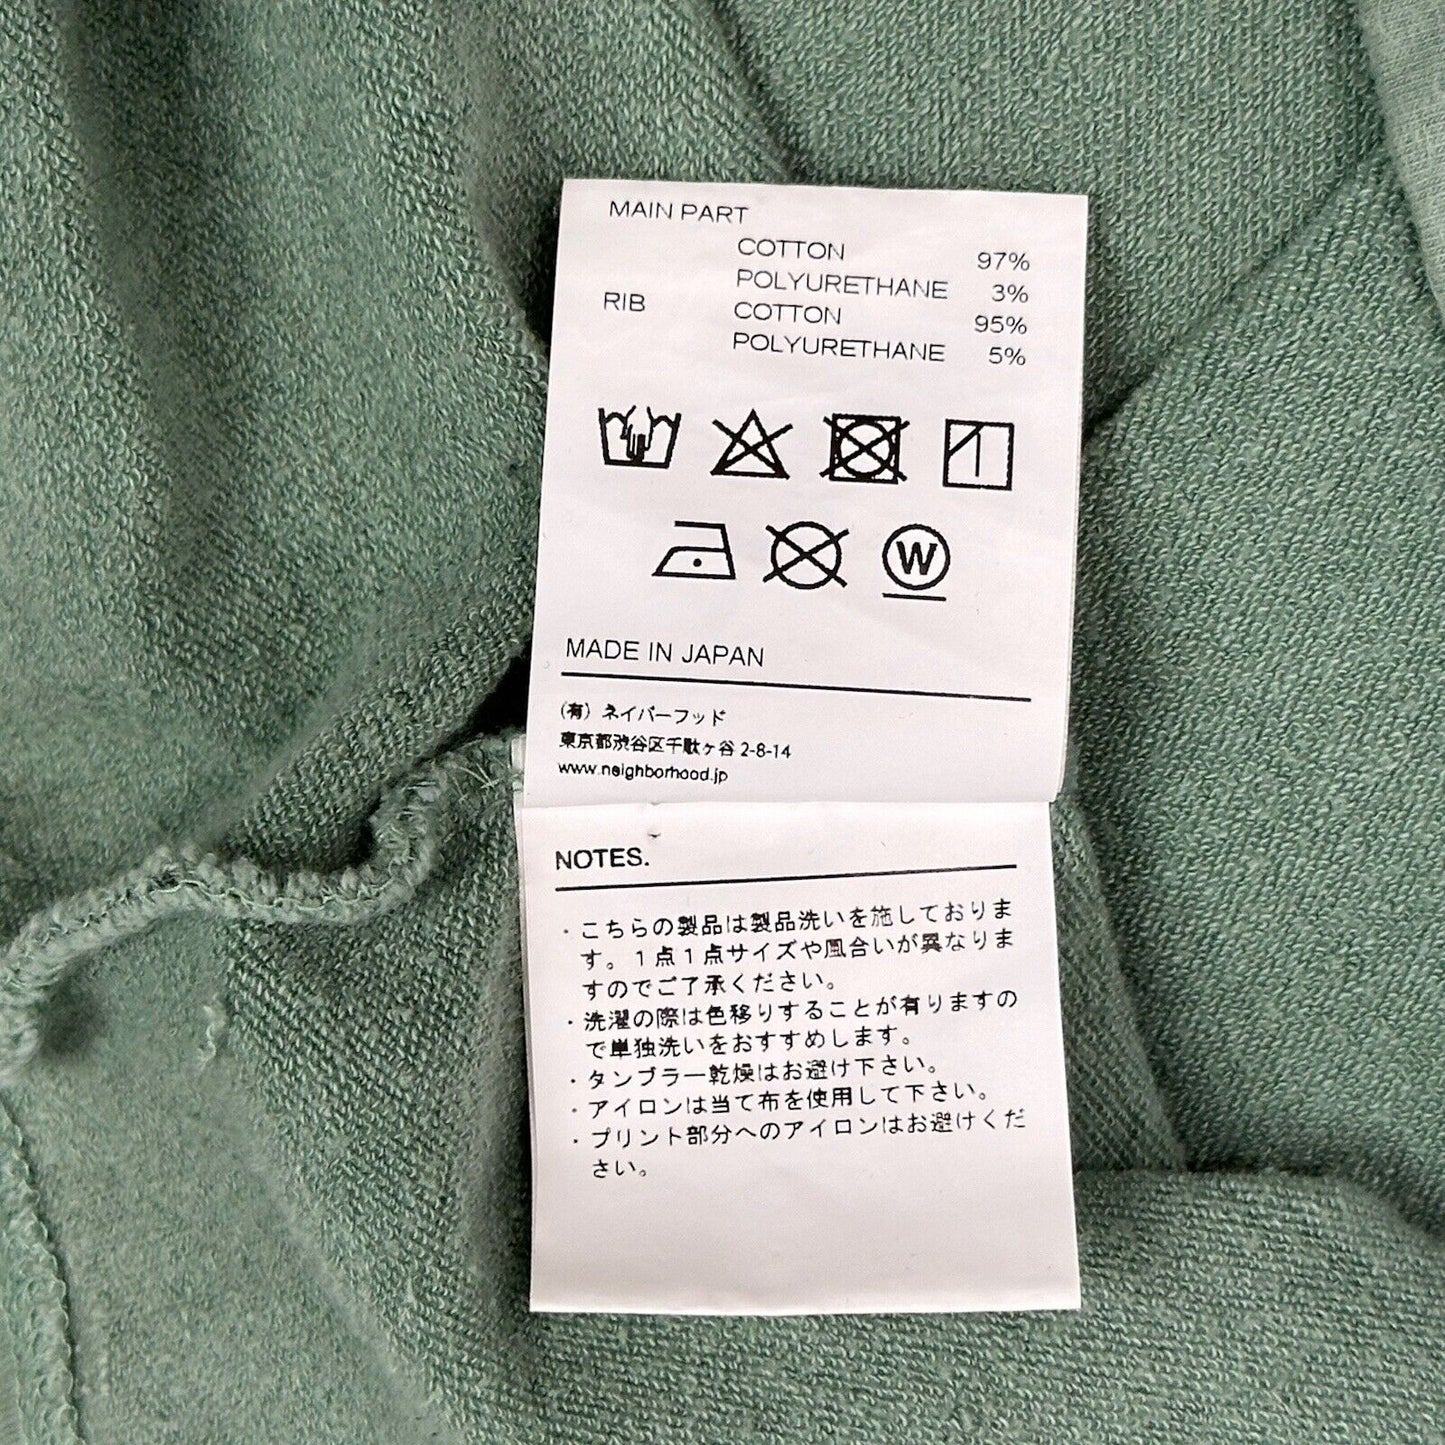 MAIN PART
COTTON 97%
POLYURETHANE 3%
RIB COTTON 95%
POLYURETHANE 5%
W
MADE IN JAPAN
(有) ネイバーフッド
東京都渋谷区千駄ヶ谷 2-8-14
www.neighborhood.jp
NOTES.
・こちらの製品は製品洗いを施しておりま
す。1点1点サイズや風合いが異なりま
すのでご了承ください。
・洗濯の際は色移りすることが有りますの
で単独洗いをおすすめします。
・タンブラー乾燥はお避け下さい。
・アイロンは当て布を使用して下さい。
・プリント部分へのアイロンはお避けくだ
さい。